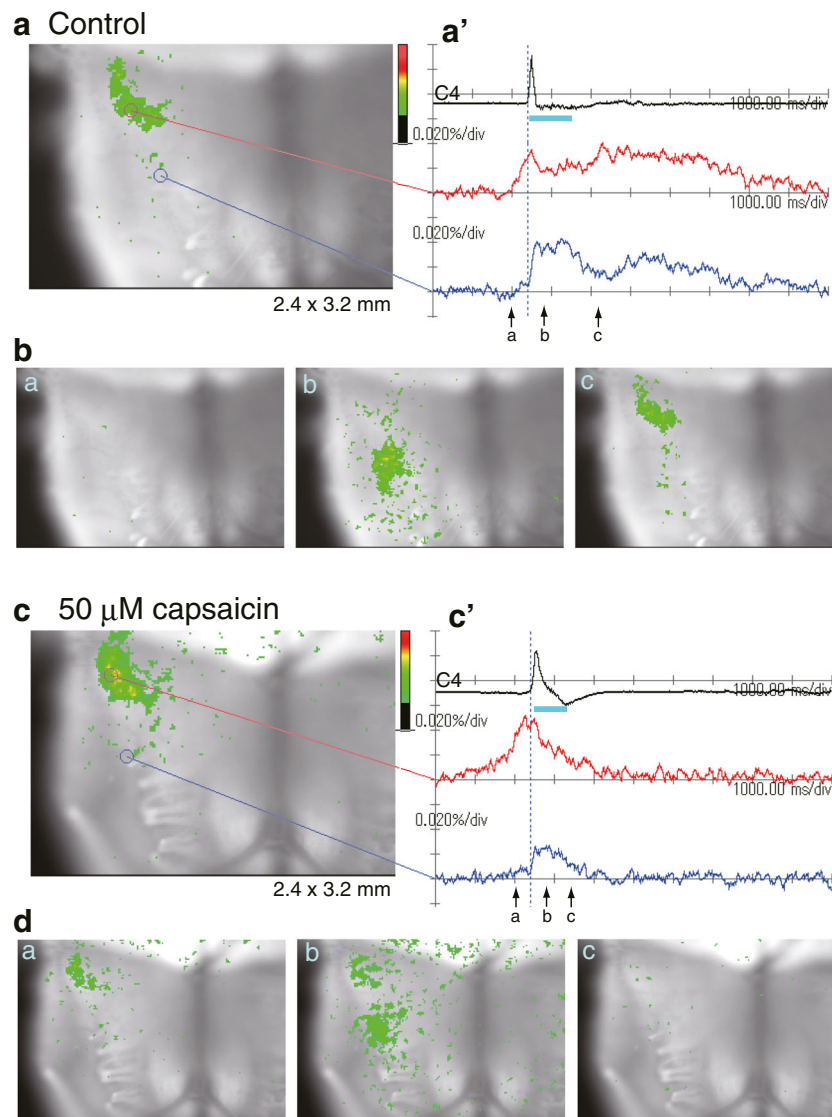 a Control
a’
C4
1000.00 ms/div
0.020%/div
1000.00 ms/div
0.020%/div
2.4 x 3.2 mm
a b c
b
a b c
c 50 μM capsaicin
c’
C4
1000.00 ms/div
0.020%/div
1000.00 ms/div
0.020%/div
2.4 x 3.2 mm
a b c
d
a b c